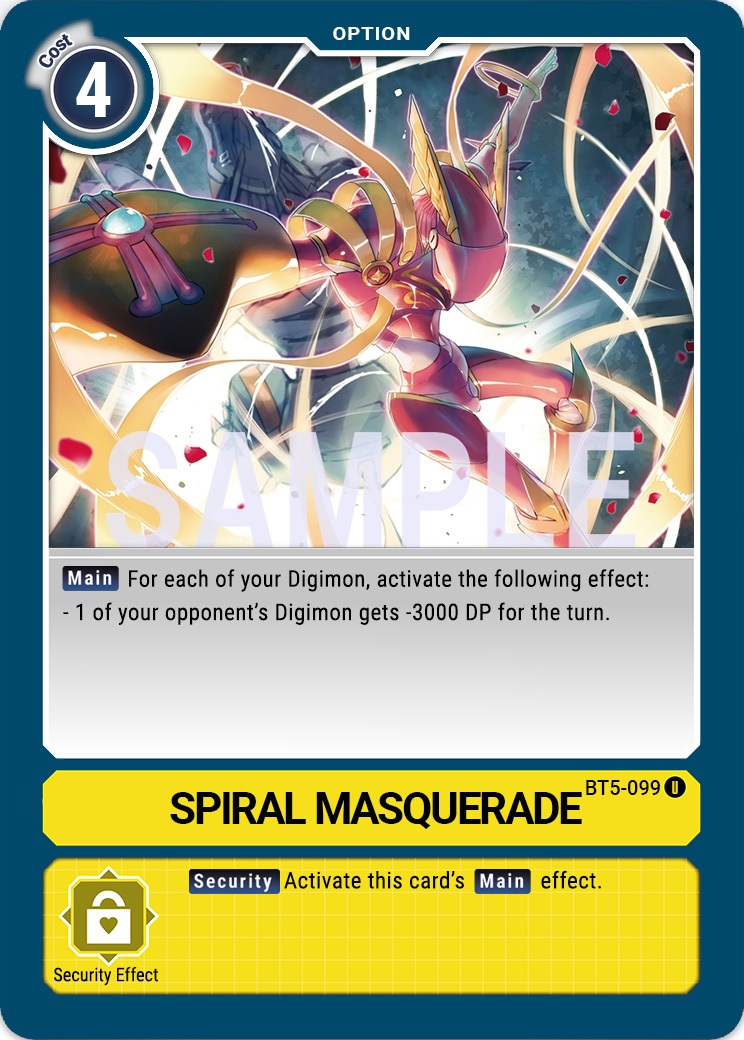 OPTION
Cost
4
SAMPLE
Main For each of your Digimon, activate the following effect:
- 1 of your opponent's Digimon gets -3000 DP for the turn.
BT5-099 U
SPIRAL MASQUERADE
Security Activate this card's Main effect.
Security Effect